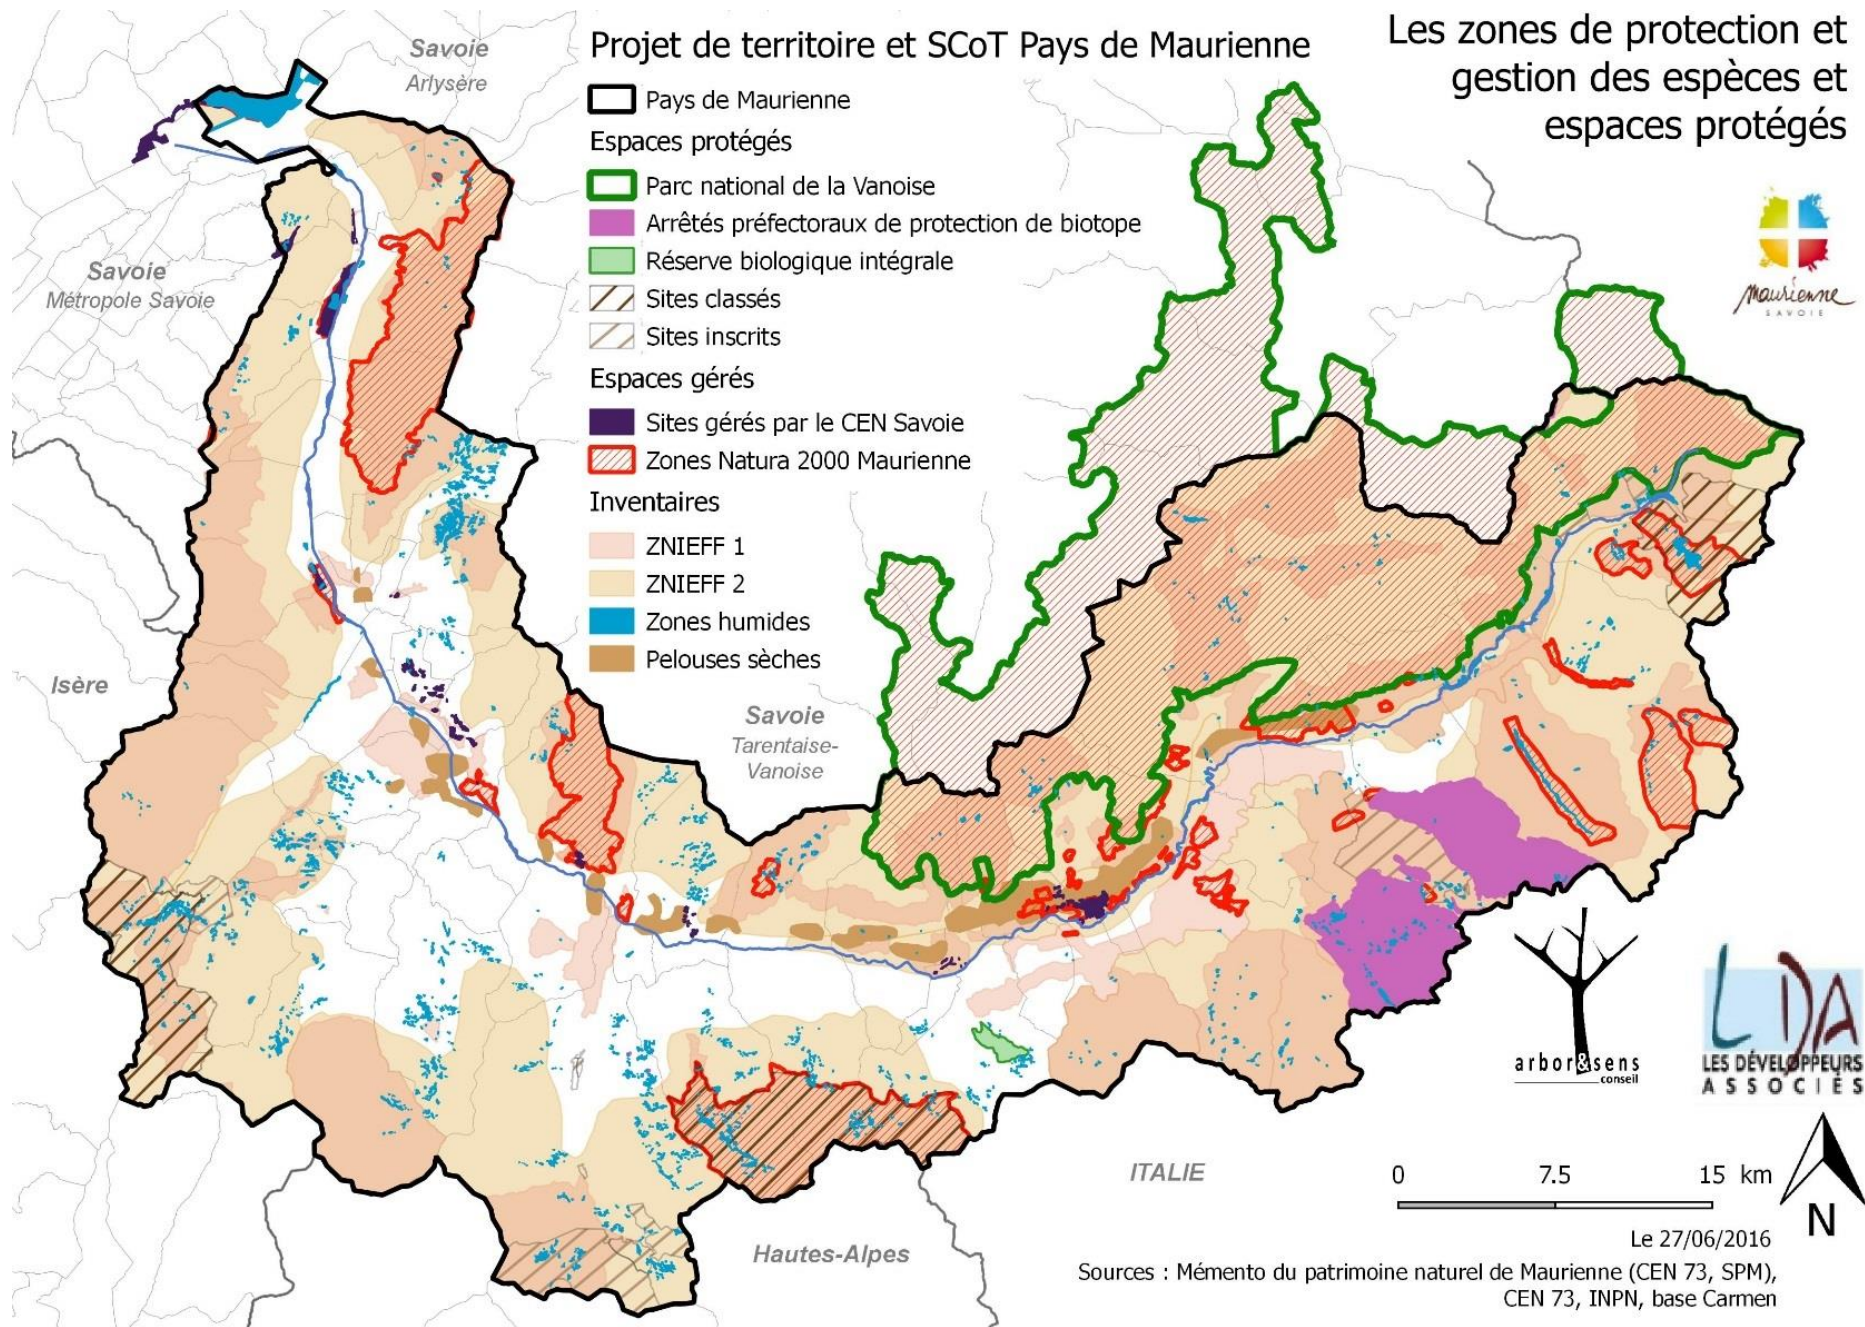 Projet de territoire et SCoT Pays de Maurienne
Les zones de protection et
gestion des espèces et
espaces protégés
Pays de Maurienne
Espaces protégés
Parc national de la Vanoise
Arrêtés préfectoraux de protection de biotope
Réserve biologique intégrale
Sites classés
Sites inscrits
Espaces gérés
Sites gérés par le CEN Savoie
Zones Natura 2000 Maurienne
Inventaires
ZNIEFF 1
ZNIEFF 2
Zones humides
Pelouses sèches
Savoie
Arlysère
Savoie
Métropole Savoie
Isère
Savoie
Tarentaise-
Vanoise
Hautes-Alpes
ITALIE
maurienne
SAVOIE
arbor&sens
conseil
LDA
LES DÉVELOPPEURS
ASSOCIÉS
0 7.5 15 km
N
Le 27/06/2016
Sources : Mémento du patrimoine naturel de Maurienne (CEN 73, SPM),
CEN 73, INPN, base Carmen